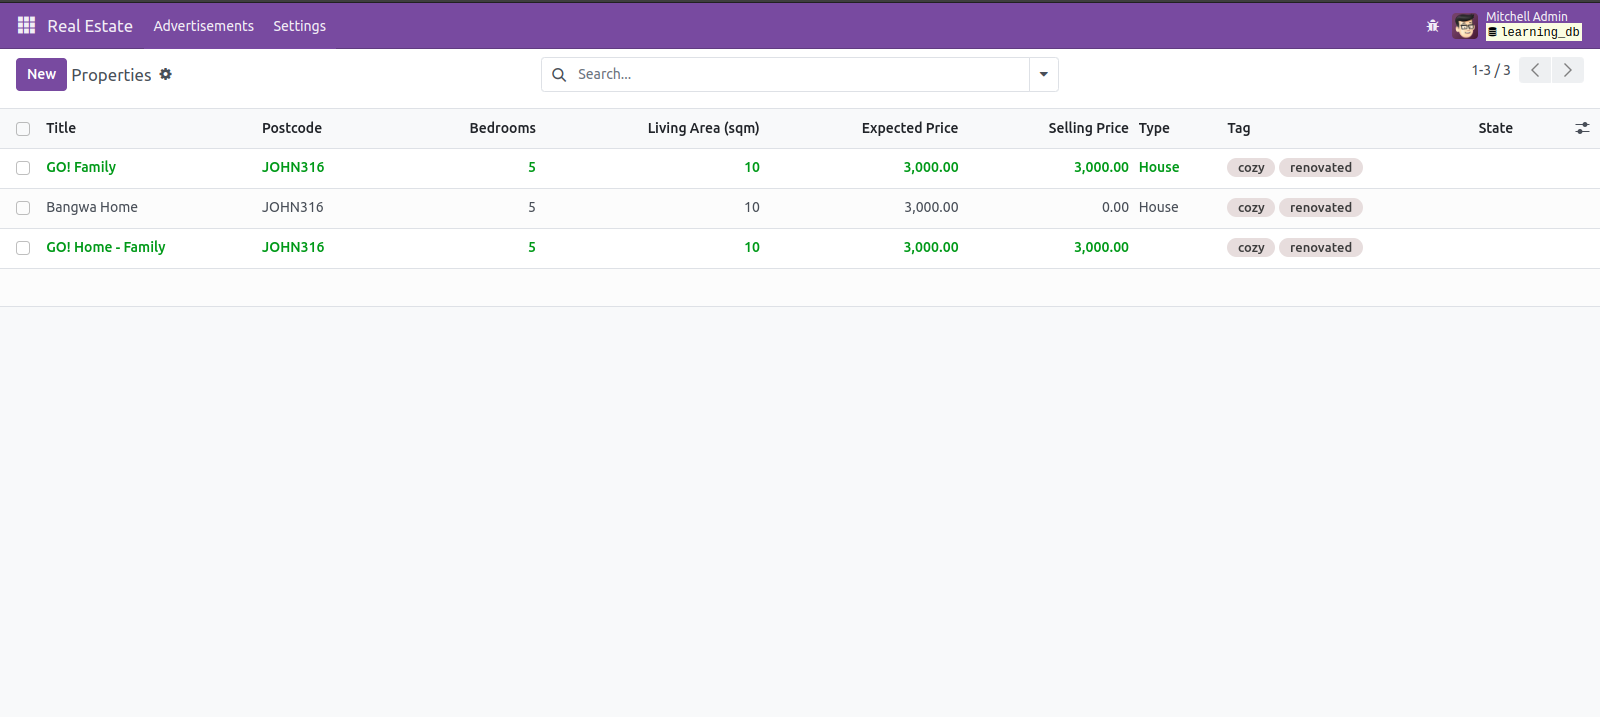 Real Estate Advertisements Settings Mitchell Admin
learning_db
New Properties Search... 1-3 / 3
Title Postcode Bedrooms Living Area (sqm) Expected Price Selling Price Type Tag State
GO! Family JOHN316 5 10 3,000.00 3,000.00 House cozy renovated
Bangwa Home JOHN316 5 10 3,000.00 0.00 House cozy renovated
GO! Home - Family JOHN316 5 10 3,000.00 3,000.00 cozy renovated